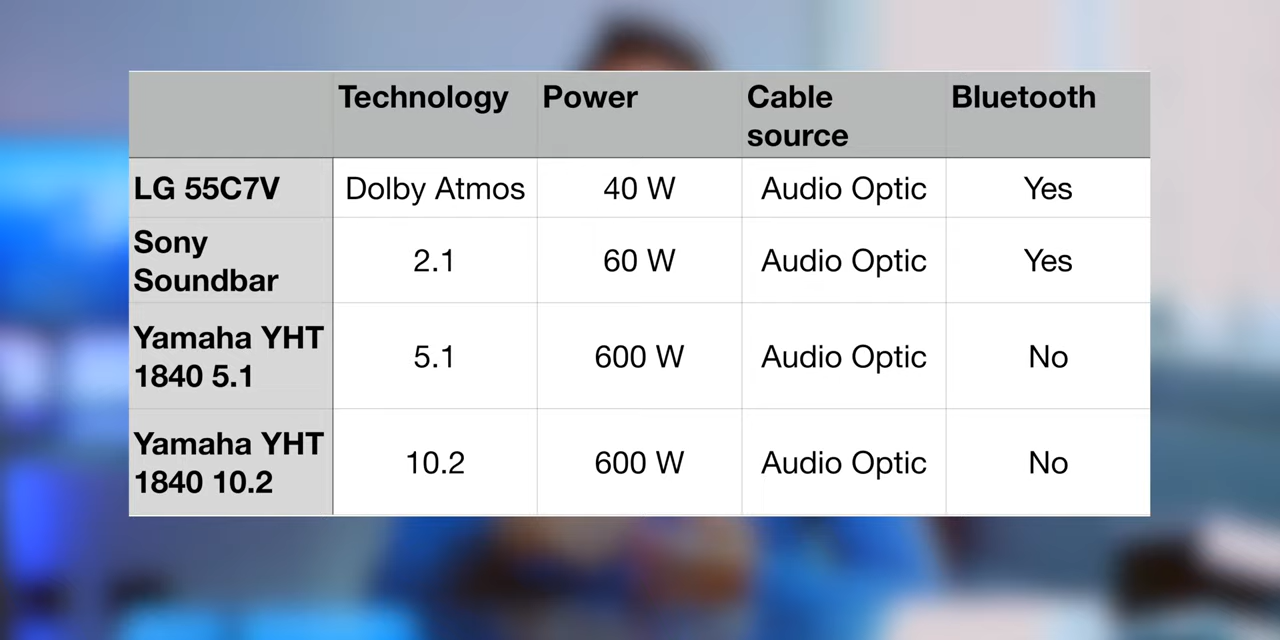 Technology Power Cable source Bluetooth
LG 55C7V Dolby Atmos 40 W Audio Optic Yes
Sony Soundbar 2.1 60 W Audio Optic Yes
Yamaha YHT 1840 5.1 5.1 600 W Audio Optic No
Yamaha YHT 1840 10.2 10.2 600 W Audio Optic No